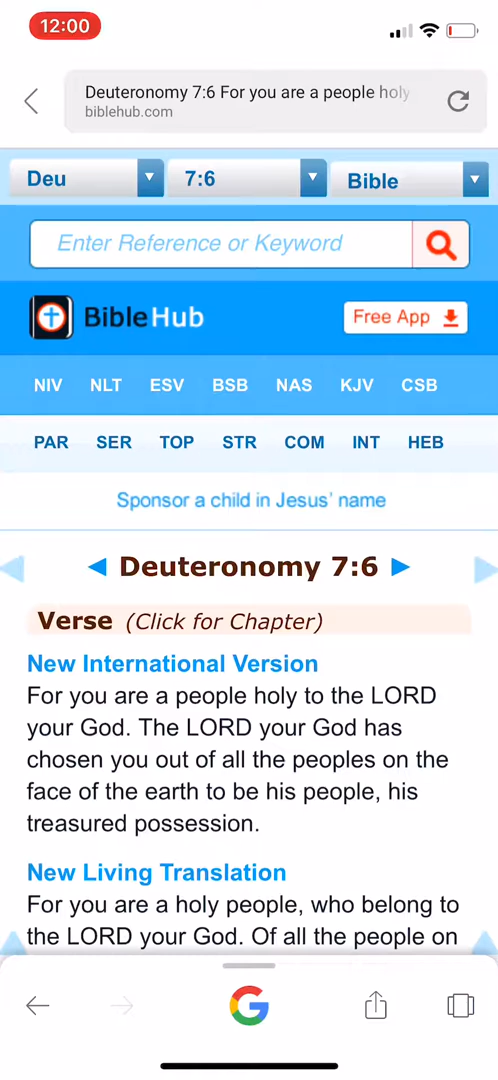 12:00
Deuteronomy 7:6 For you are a people holy
biblehub.com
Deu 7:6 Bible
Enter Reference or Keyword
BibleHub Free App
NIV NLT ESV BSB NAS KJV CSB
PAR SER TOP STR COM INT HEB
Sponsor a child in Jesus’ name
Deuteronomy 7:6
Verse (Click for Chapter)
New International Version
For you are a people holy to the LORD
your God. The LORD your God has
chosen you out of all the peoples on the
face of the earth to be his people, his
treasured possession.
New Living Translation
For you are a holy people, who belong to
the LORD your God. Of all the people on